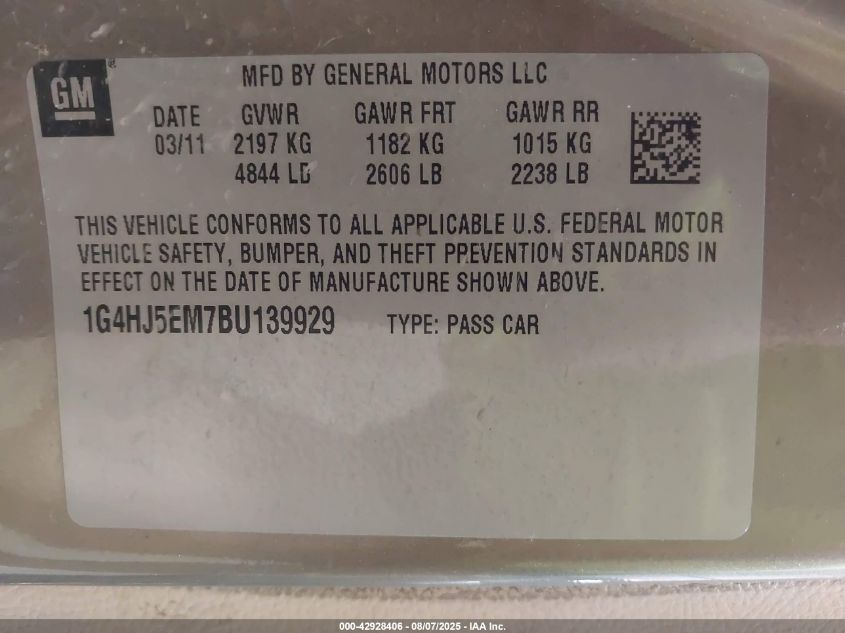 GM
MFD BY GENERAL MOTORS LLC
DATE GVWR GAWR FRT GAWR RR
03/11 2197 KG 1182 KG 1015 KG
4844 LB 2606 LB 2238 LB
THIS VEHICLE CONFORMS TO ALL APPLICABLE U.S. FEDERAL MOTOR
VEHICLE SAFETY, BUMPER, AND THEFT PREVENTION STANDARDS IN
EFFECT ON THE DATE OF MANUFACTURE SHOWN ABOVE.
1G4HJ5EM7BU139929 TYPE: PASS CAR
000-42928406 - 08/07/2025 - IAA Inc.